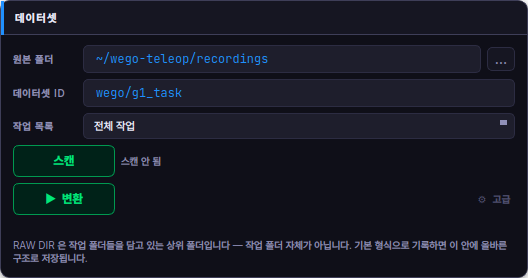 데이터셋
원본 폴더 ~/wego-teleop/recordings ...
데이터셋 ID wego/g1_task
작업 목록 전체 작업
스캔 스캔 안 됨
▶ 변환 ⚙ 고급
RAW DIR 은 작업 폴더들을 담고 있는 상위 폴더입니다 — 작업 폴더 자체가 아닙니다. 기본 형식으로 기록하면 이 안에 올바른
구조로 저장됩니다.